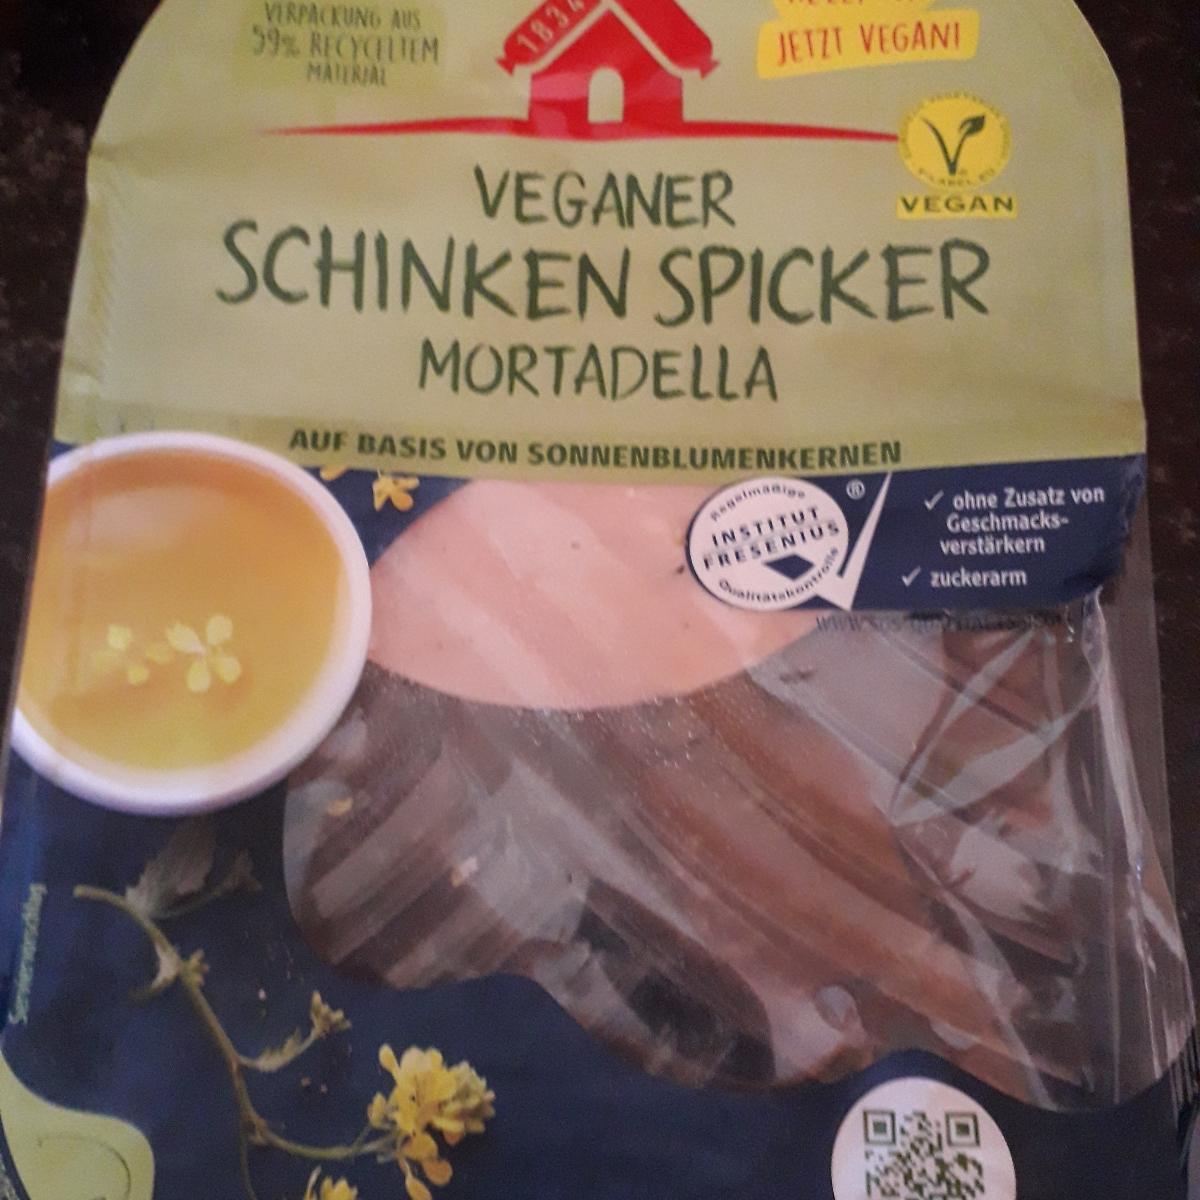 VERPACKUNG AUS
59% RECYCELTEM
MATERIAL
1834
JETZT VEGAN!
VEGAN
VEGANER
SCHINKEN SPICKER
MORTADELLA
AUF BASIS VON SONNENBLUMENKERNEN
Regelmäßige
INSTITUT
FRESENIUS
Qualitätskontrolle
®
✓ ohne Zusatz von
Geschmacks-
verstärkern
✓ zuckerarm